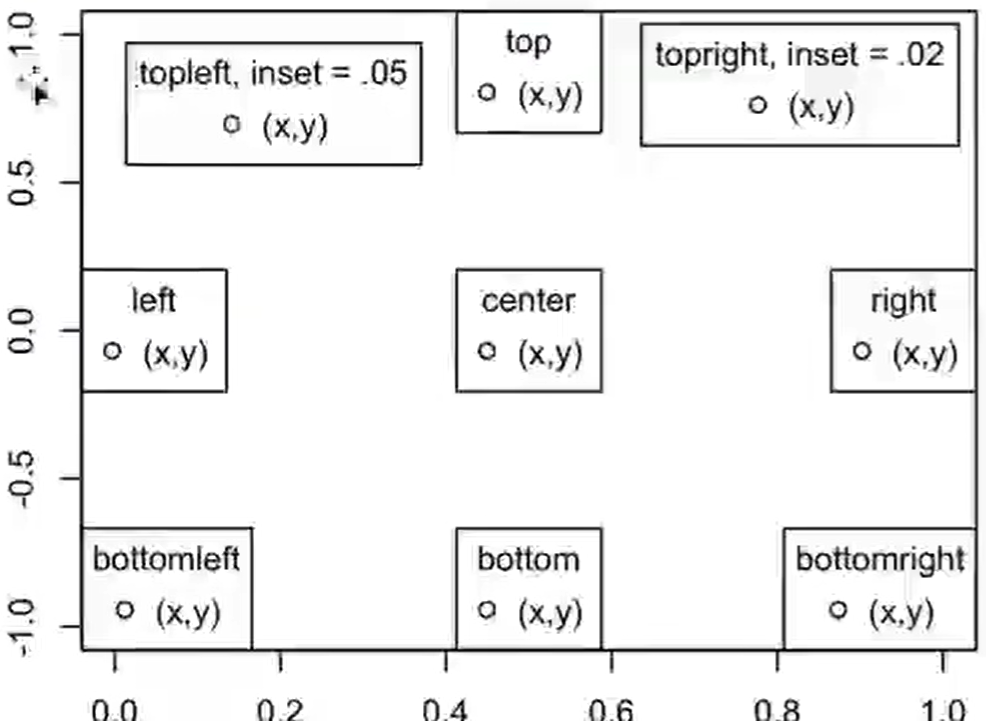 topleft, inset = .05
(x,y)
top
(x,y)
topright, inset = .02
(x,y)
left
(x,y)
center
(x,y)
right
(x,y)
bottomleft
(x,y)
bottom
(x,y)
bottomright
(x,y)
1.0
0.5
0.0
-0.5
-1.0
0.0 0.2 0.4 0.6 0.8 1.0